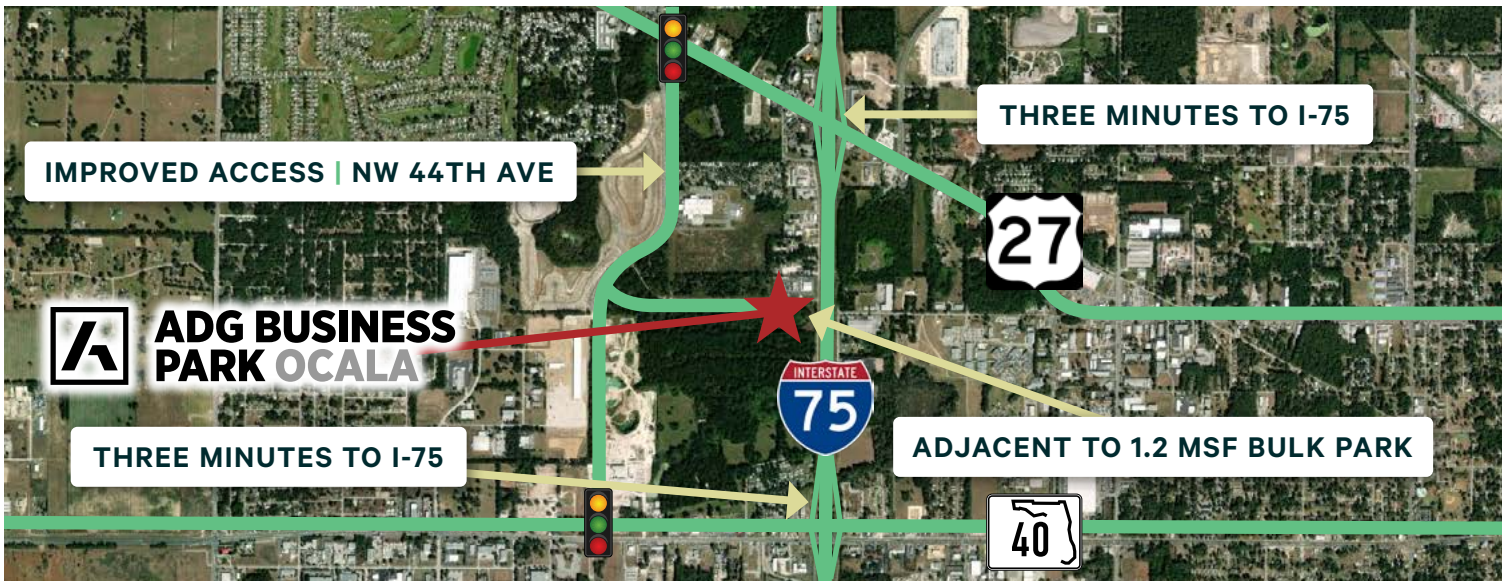 THREE MINUTES TO I-75
IMPROVED ACCESS | NW 44TH AVE
27
ADG BUSINESS
PARK OCALA
INTERSTATE
75
THREE MINUTES TO I-75
ADJACENT TO 1.2 MSF BULK PARK
40